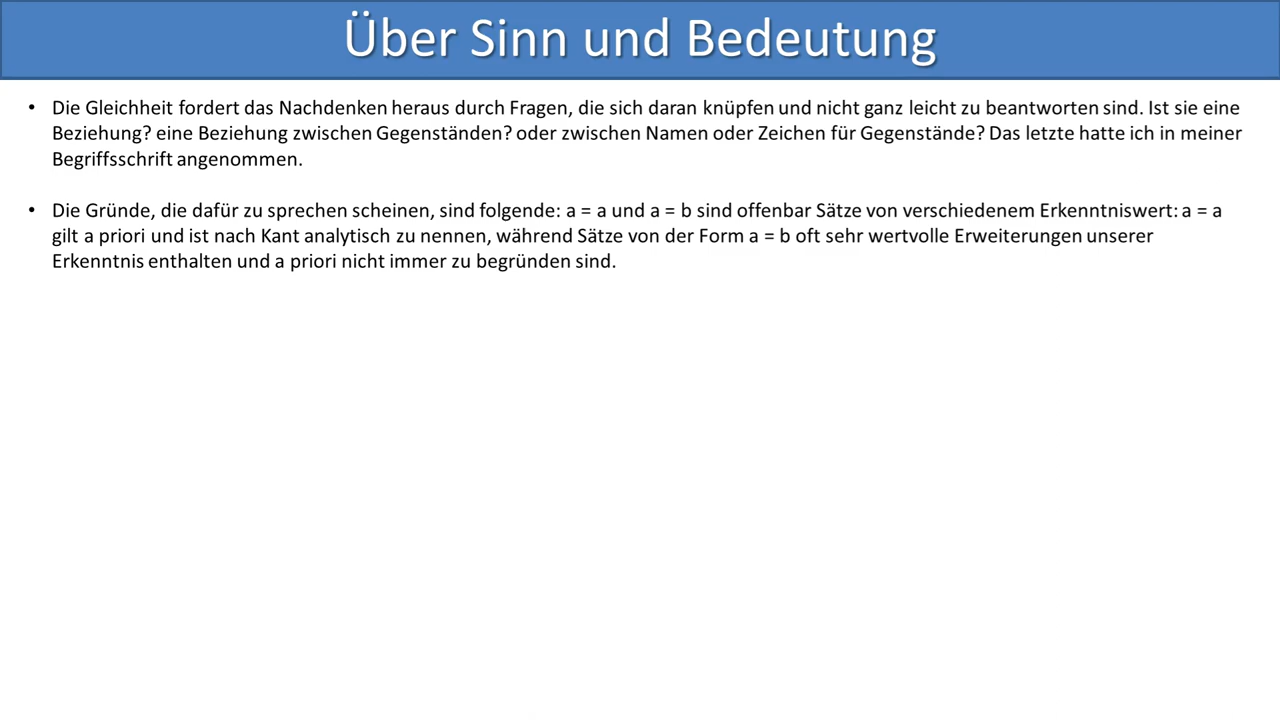 Über Sinn und Bedeutung
• Die Gleichheit fordert das Nachdenken heraus durch Fragen, die sich daran knüpfen und nicht ganz leicht zu beantworten sind. Ist sie eine
Beziehung? eine Beziehung zwischen Gegenständen? oder zwischen Namen oder Zeichen für Gegenstände? Das letzte hatte ich in meiner
Begriffsschrift angenommen.
• Die Gründe, die dafür zu sprechen scheinen, sind folgende: a = a und a = b sind offenbar Sätze von verschiedenem Erkenntniswert: a = a
gilt a priori und ist nach Kant analytisch zu nennen, während Sätze von der Form a = b oft sehr wertvolle Erweiterungen unserer
Erkenntnis enthalten und a priori nicht immer zu begründen sind.